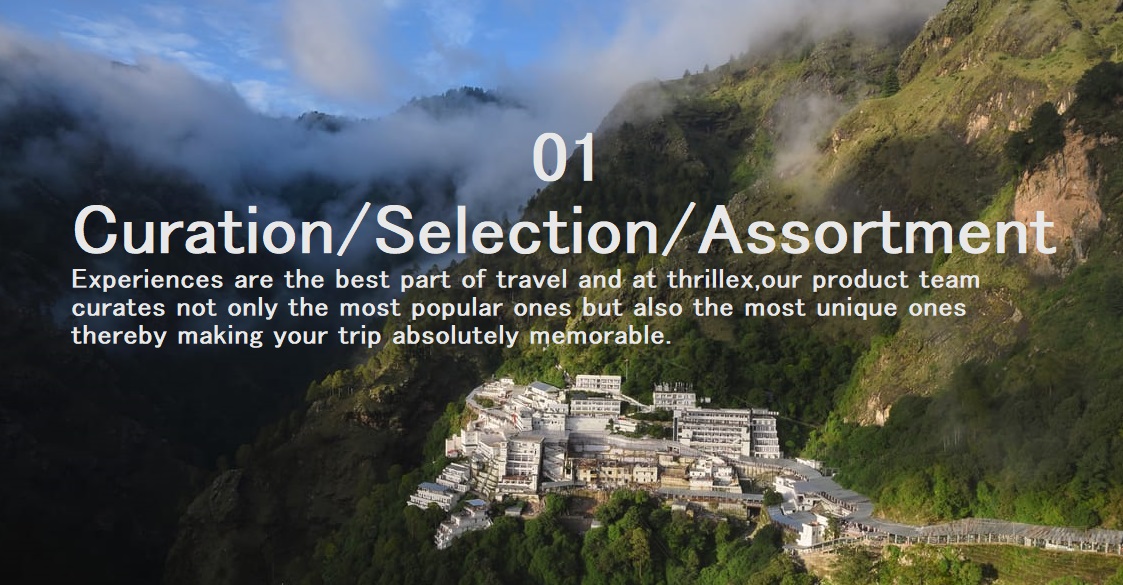 01
Curation/Selection/Assortment
Experiences are the best part of travel and at thrillex,our product team
curates not only the most popular ones but also the most unique ones
thereby making your trip absolutely memorable.